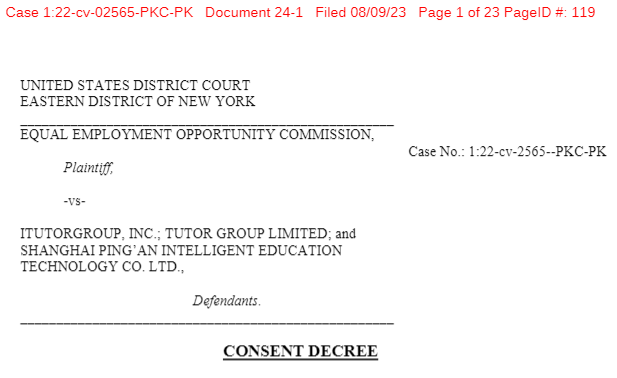 Case 1:22-cv-02565-PKC-PK Document 24-1 Filed 08/09/23 Page 1 of 23 PageID #: 119
UNITED STATES DISTRICT COURT
EASTERN DISTRICT OF NEW YORK
EQUAL EMPLOYMENT OPPORTUNITY COMMISSION,
Case No.: 1:22-cv-2565--PKC-PK
Plaintiff,
-vs-
ITUTORGROUP, INC.; TUTOR GROUP LIMITED; and
SHANGHAI PING’AN INTELLIGENT EDUCATION
TECHNOLOGY CO. LTD.,
Defendants.
CONSENT DECREE